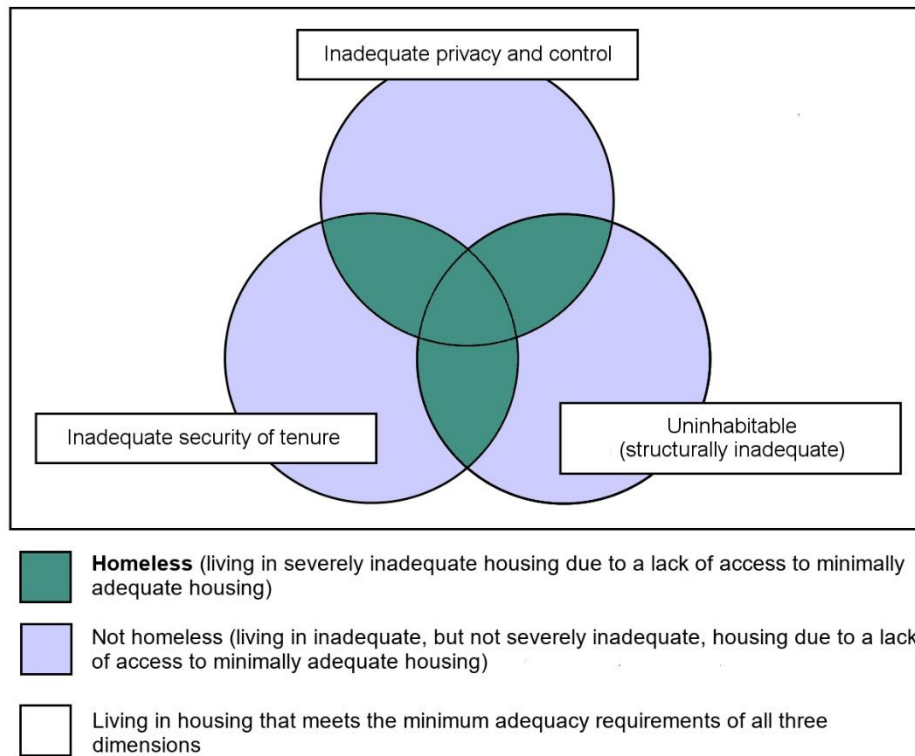 Inadequate privacy and control
Inadequate security of tenure
Uninhabitable
(structurally inadequate)
Homeless (living in severely inadequate housing due to a lack of access to minimally
adequate housing)
Not homeless (living in inadequate, but not severely inadequate, housing due to a lack
of access to minimally adequate housing)
Living in housing that meets the minimum adequacy requirements of all three
dimensions